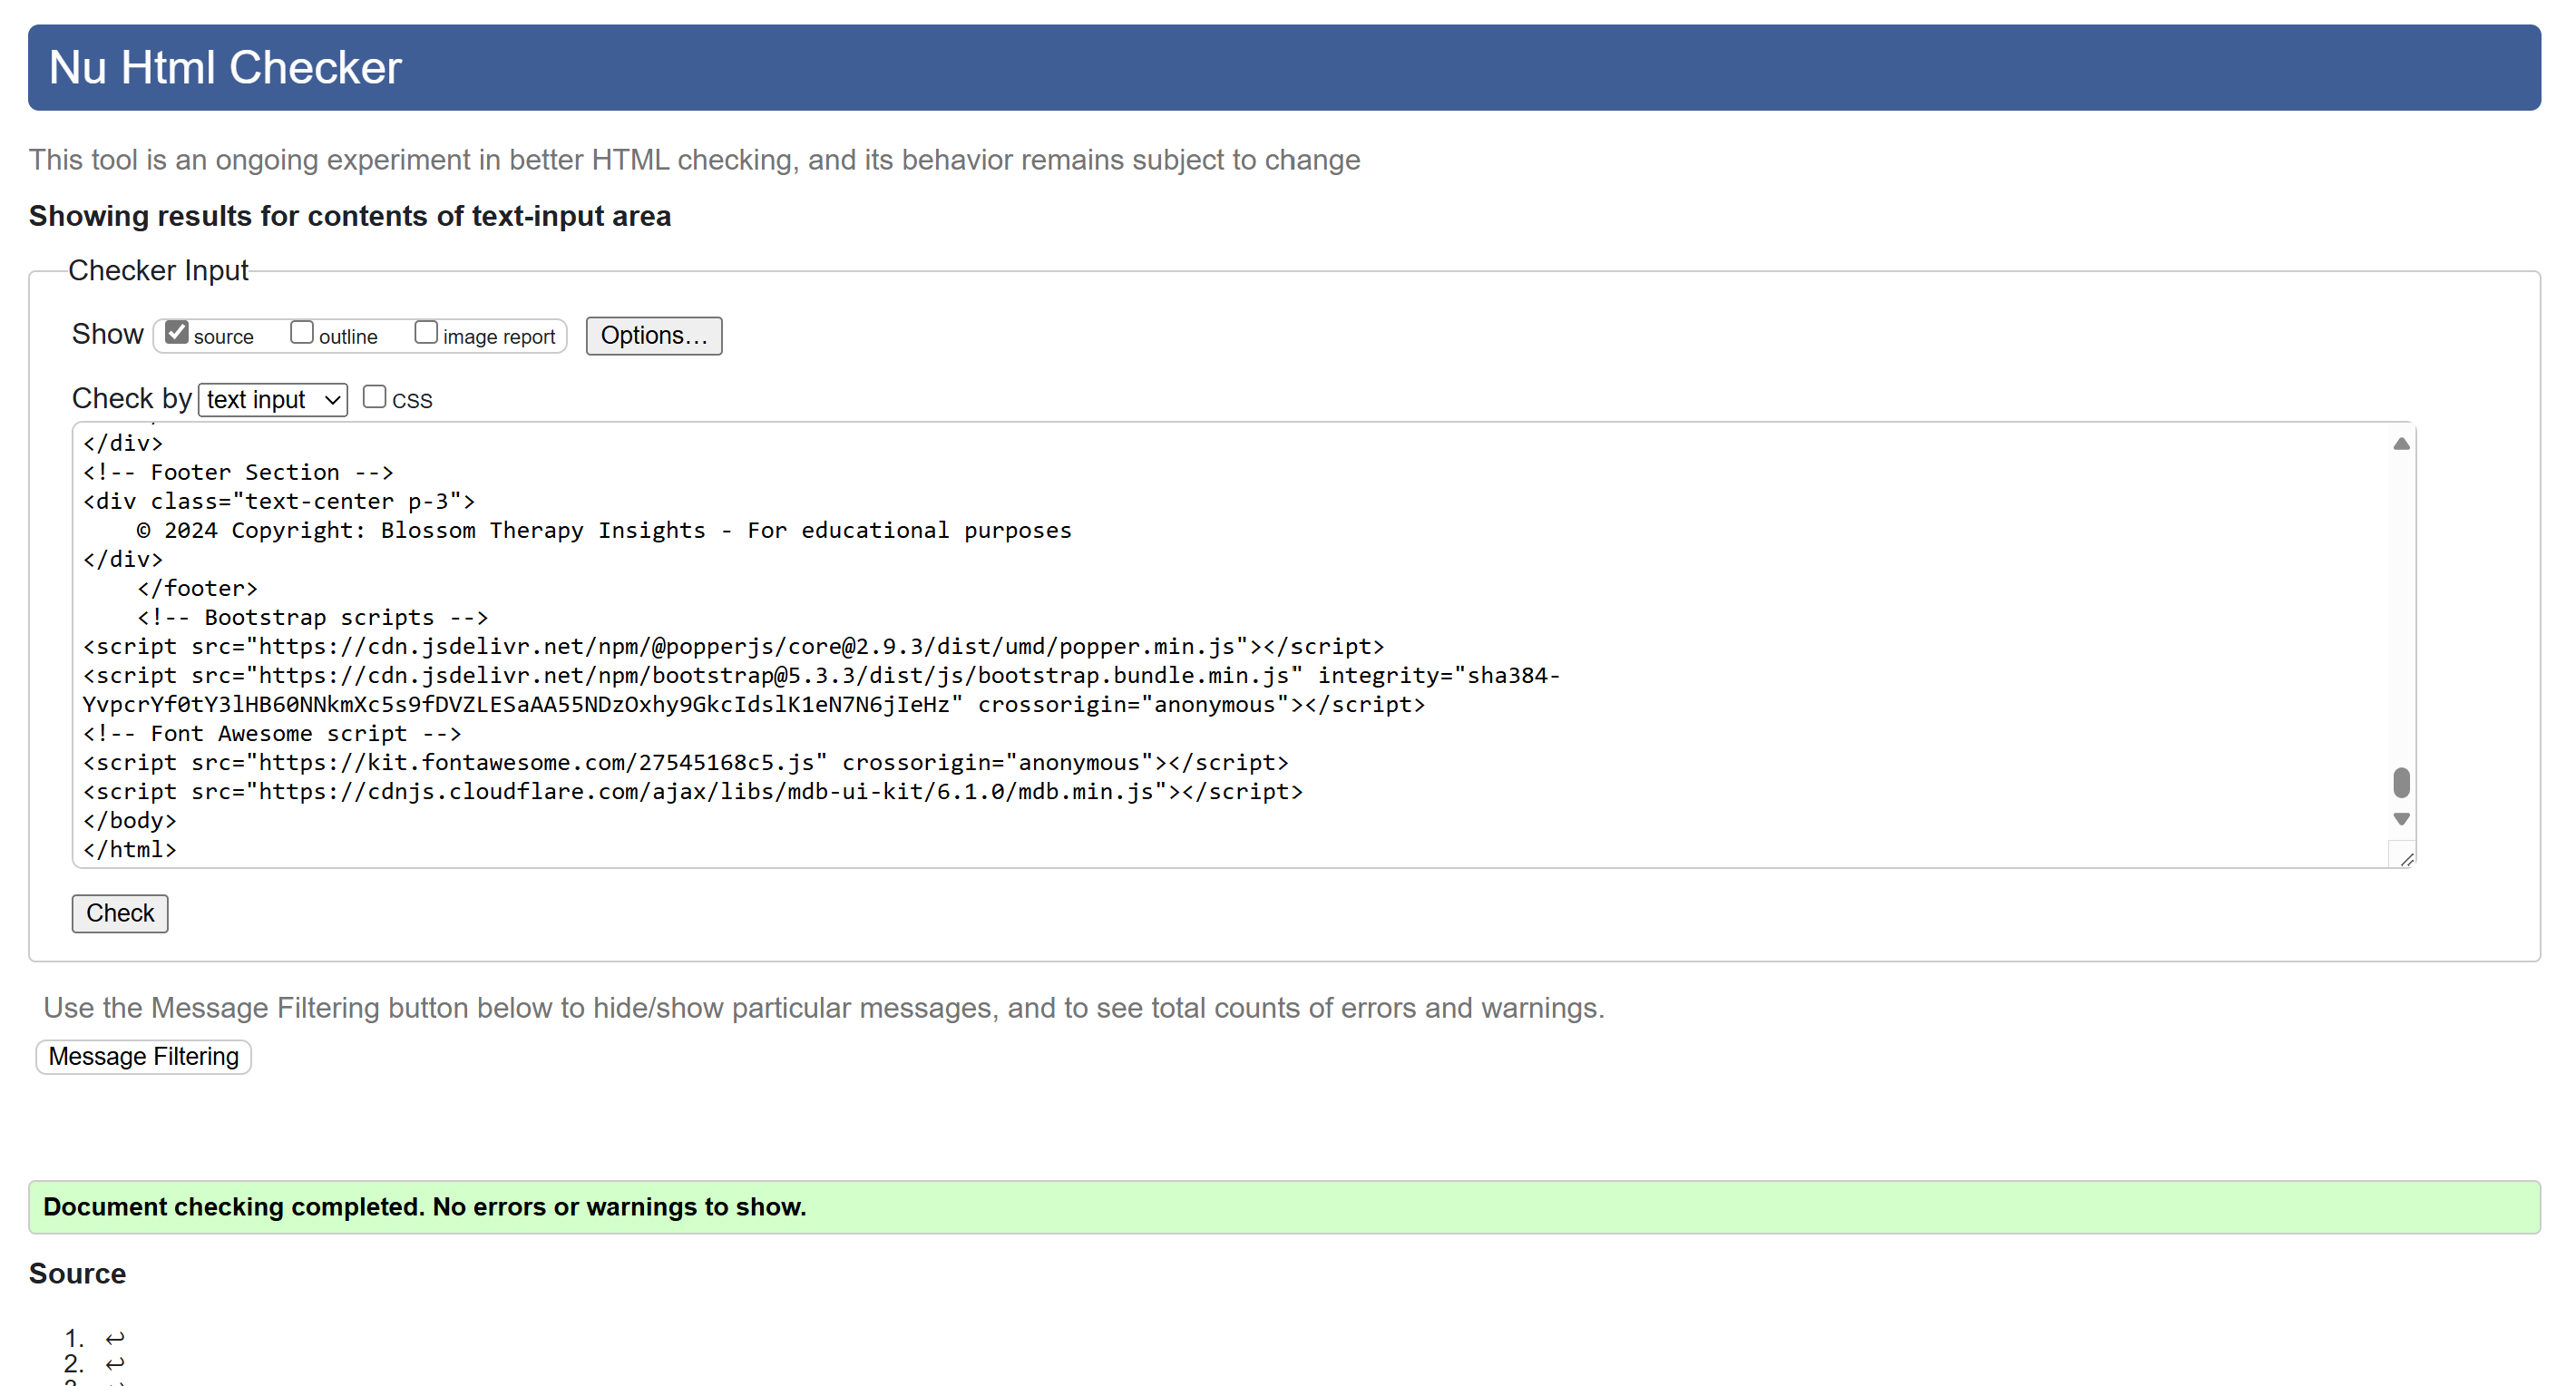 Nu Html Checker
This tool is an ongoing experiment in better HTML checking, and its behavior remains subject to change
Showing results for contents of text-input area
Checker Input
Show source outline image report Options...
Check by text input CSS
</div>
<!-- Footer Section -->
<div class="text-center p-3">
    © 2024 Copyright: Blossom Therapy Insights - For educational purposes
</div>
    </footer>
    <!-- Bootstrap scripts -->
<script src="https://cdn.jsdelivr.net/npm/@popperjs/core@2.9.3/dist/umd/popper.min.js"></script>
<script src="https://cdn.jsdelivr.net/npm/bootstrap@5.3.3/dist/js/bootstrap.bundle.min.js" integrity="sha384-
YvpcrYf0tY3lHB60NNkmXc5s9fDVZLESaAA55NDzOxhy9GkcIdslK1eN7N6jIeHz" crossorigin="anonymous"></script>
<!-- Font Awesome script -->
<script src="https://kit.fontawesome.com/27545168c5.js" crossorigin="anonymous"></script>
<script src="https://cdnjs.cloudflare.com/ajax/libs/mdb-ui-kit/6.1.0/mdb.min.js"></script>
</body>
</html>
Check
Use the Message Filtering button below to hide/show particular messages, and to see total counts of errors and warnings.
Message Filtering
Document checking completed. No errors or warnings to show.
Source
1. ↩
2. ↩